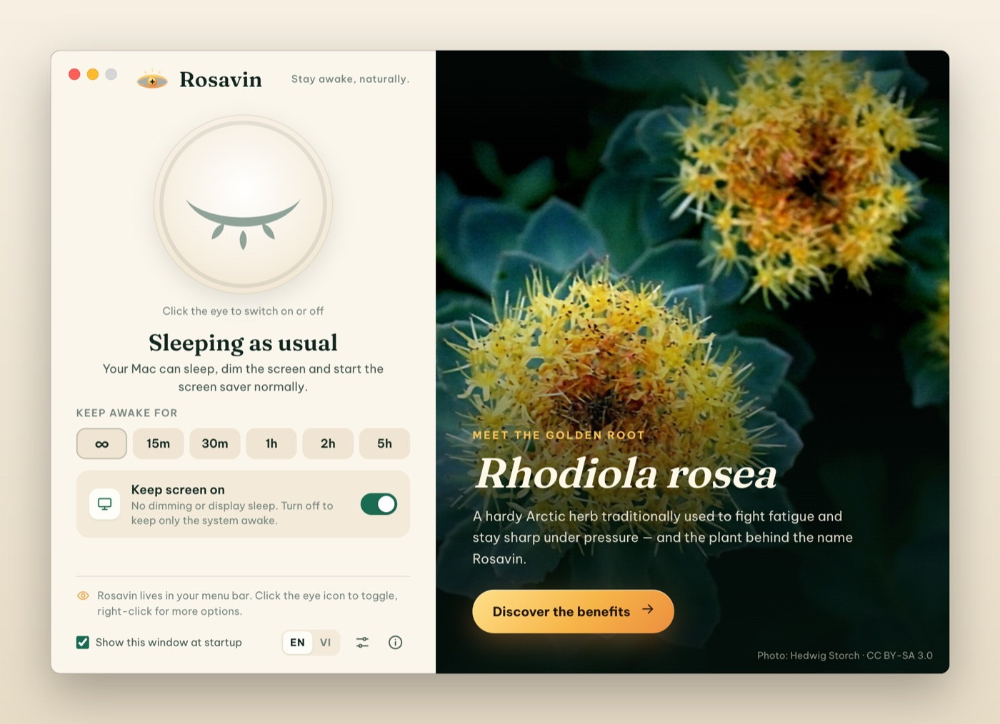 Rosavin
Stay awake, naturally.
Click the eye to switch on or off
Sleeping as usual
Your Mac can sleep, dim the screen and start the
screen saver normally.
KEEP AWAKE FOR
∞ 15m 30m 1h 2h 5h
Keep screen on
No dimming or display sleep. Turn off to
keep only the system awake.
Rosavin lives in your menu bar. Click the eye icon to toggle,
right-click for more options.
Show this window at startup
EN VI
MEET THE GOLDEN ROOT
Rhodiola rosea
A hardy Arctic herb traditionally used to fight fatigue and
stay sharp under pressure — and the plant behind the name
Rosavin.
Discover the benefits →
Photo: Hedwig Storch · CC BY-SA 3.0